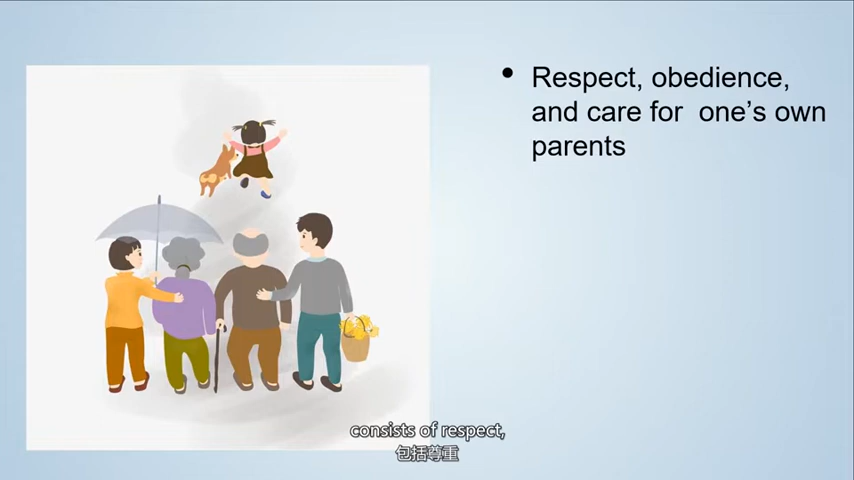 • Respect, obedience,
and care for one’s own
parents
consists of respect,
包括尊重